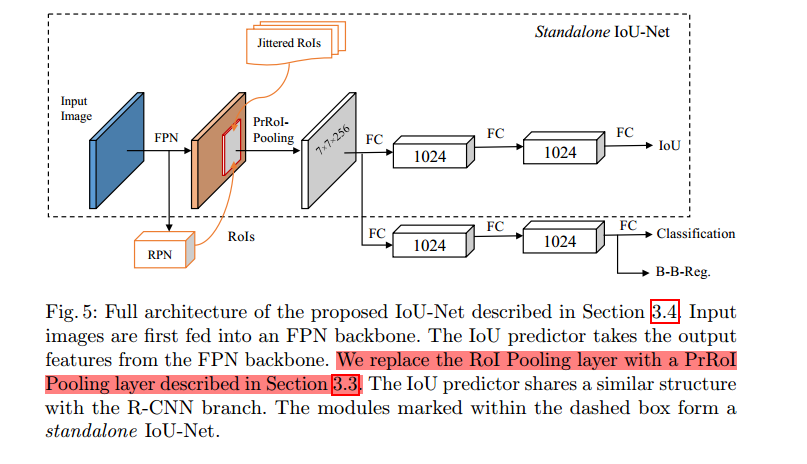 Jittered RoIs
Standalone IoU-Net
Input
Image
FPN
PrRoI-
Pooling
7×7×256
FC
1024
FC
1024
FC
IoU
RPN
RoIs
FC
1024
FC
1024
FC
Classification
B-B-Reg.
Fig. 5: Full architecture of the proposed IoU-Net described in Section 3.4. Input
images are first fed into an FPN backbone. The IoU predictor takes the output
features from the FPN backbone. We replace the RoI Pooling layer with a PrRoI
Pooling layer described in Section 3.3. The IoU predictor shares a similar structure
with the R-CNN branch. The modules marked within the dashed box form a
standalone IoU-Net.